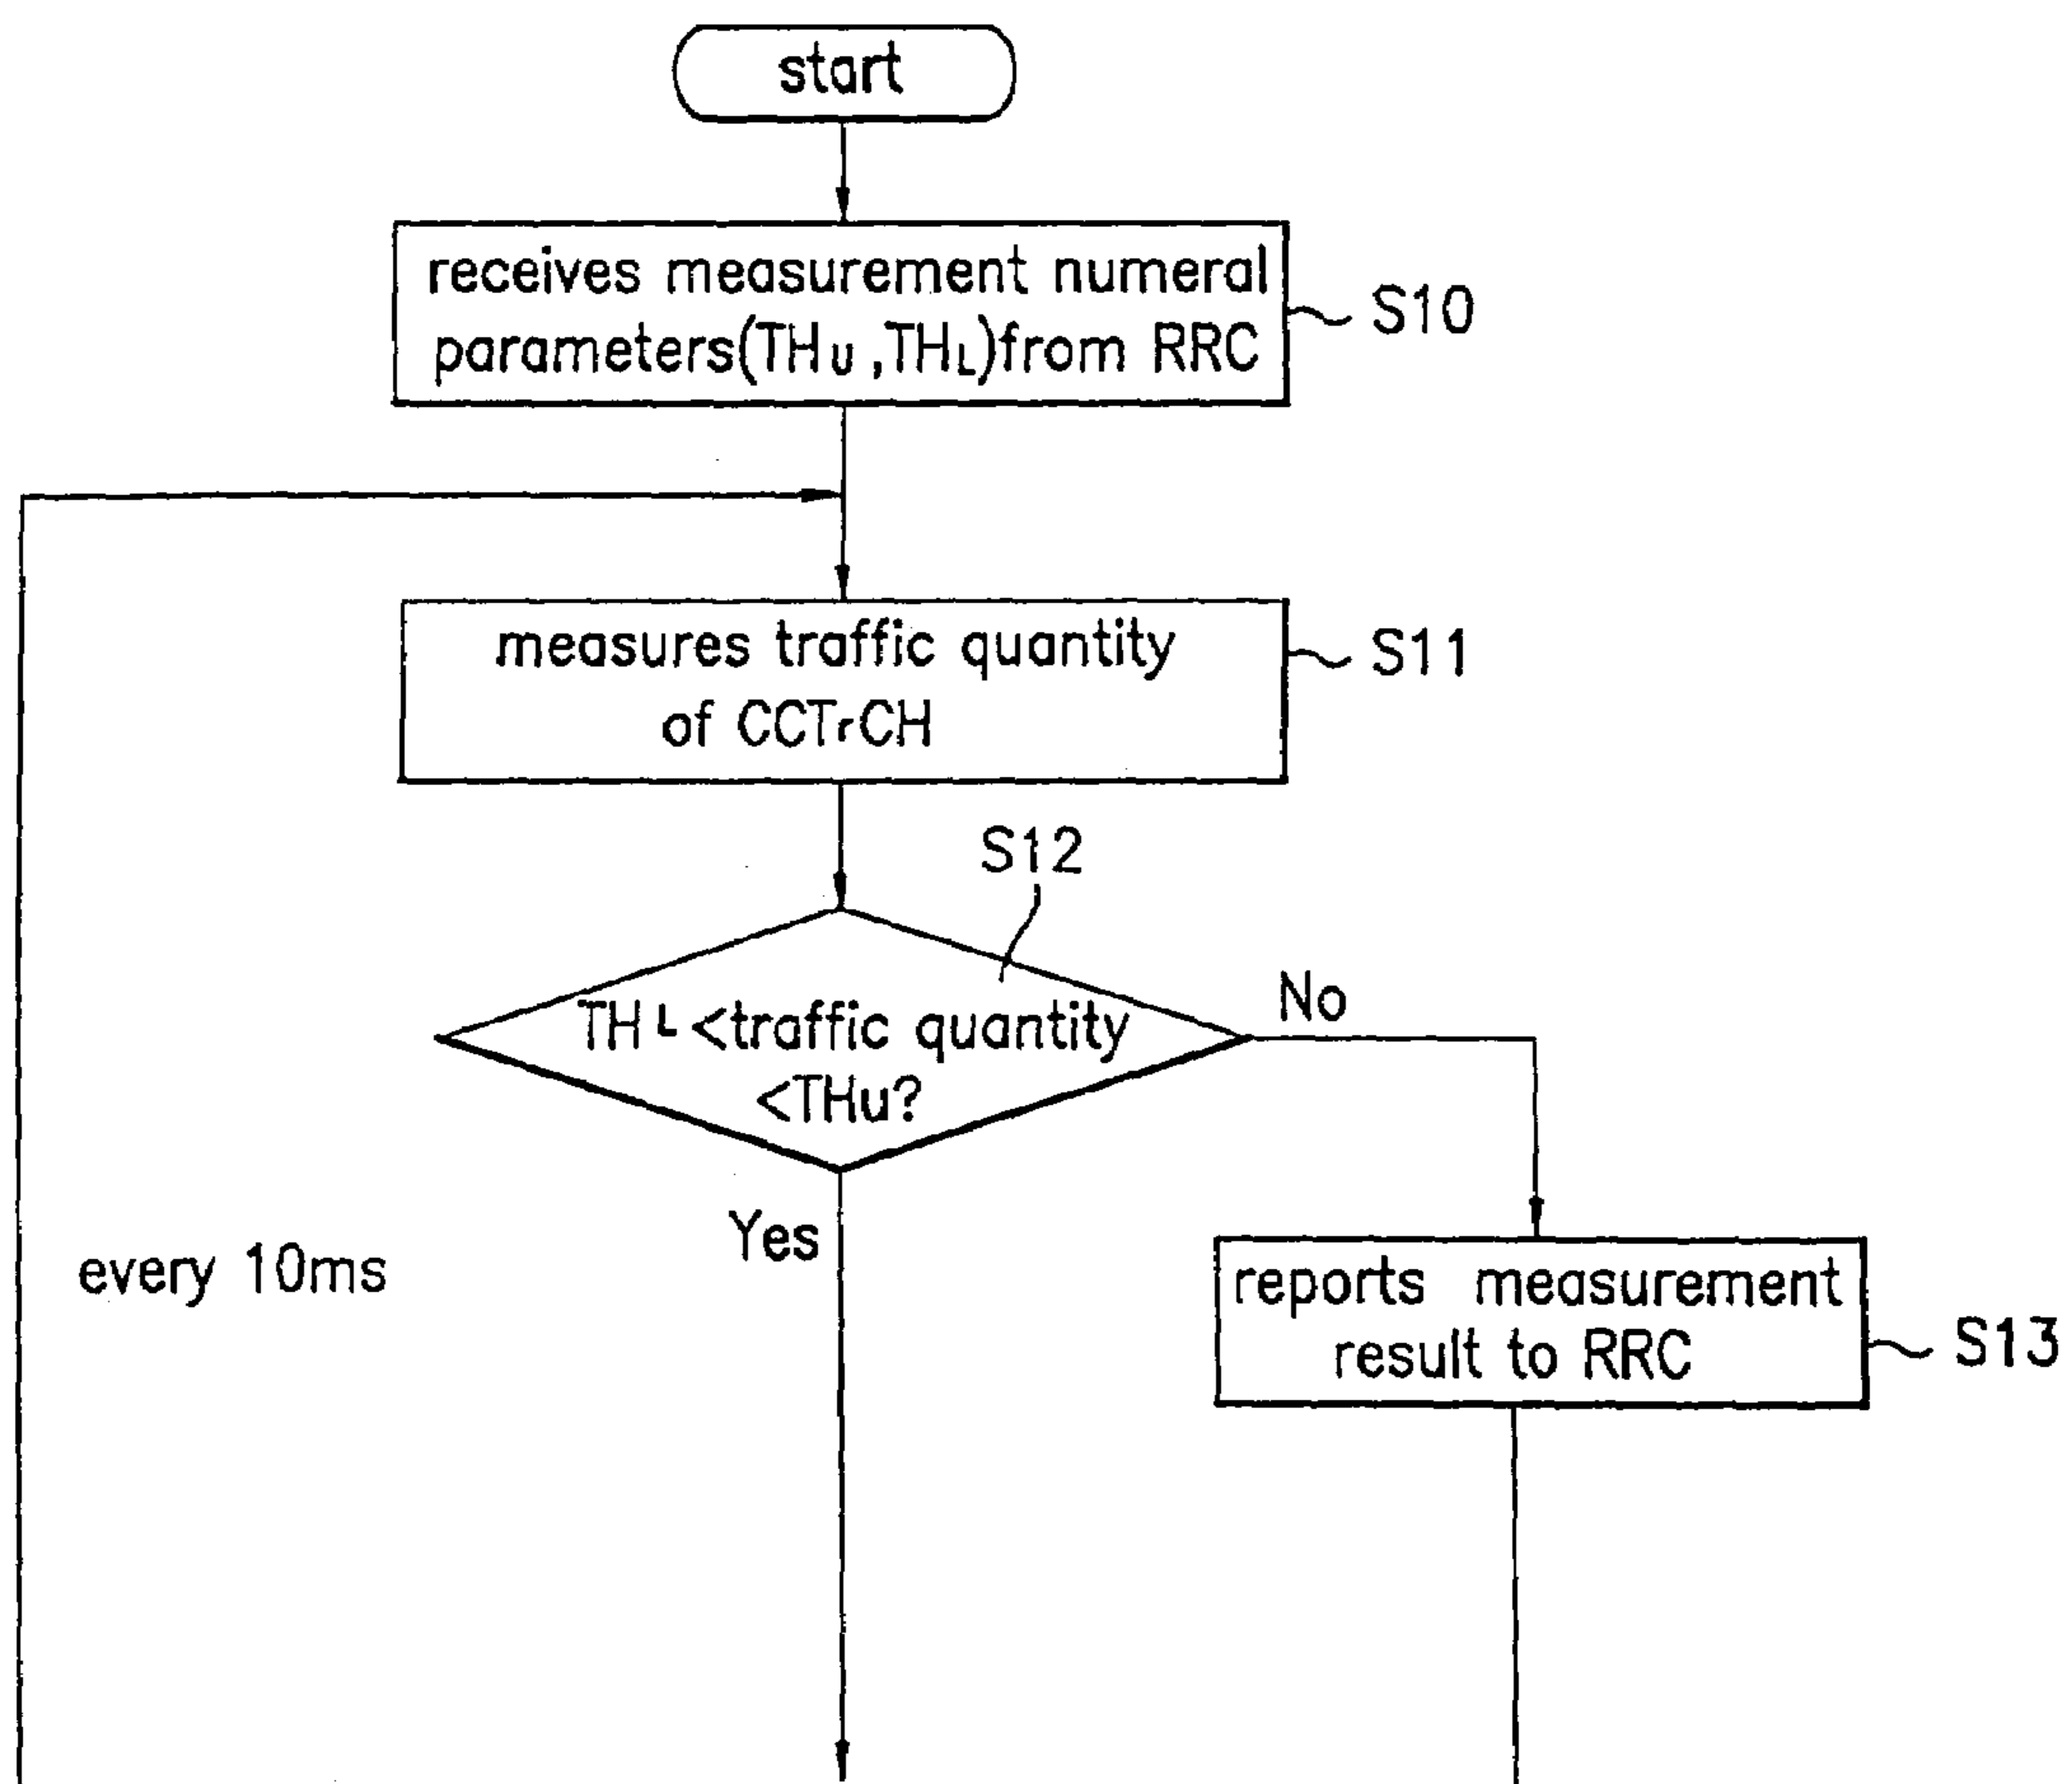 start
receives measurement numeral
parameters(THU,THL)from RRC
S10
measures traffic quantity
of CCTrCH
S11
S12
THL<traffic quantity
<THu?
No
Yes
every 10ms
reports measurement
result to RRC
S13